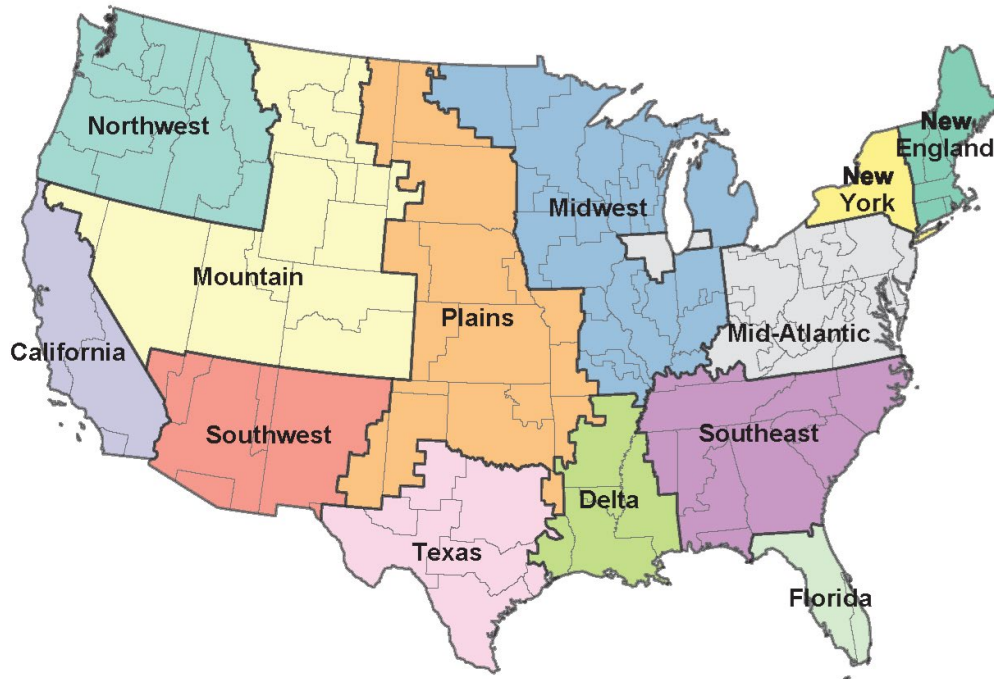 Northwest
New
England
New
York
Midwest
Mountain
Plains
Mid-Atlantic
California
Southwest
Southeast
Delta
Texas
Florida